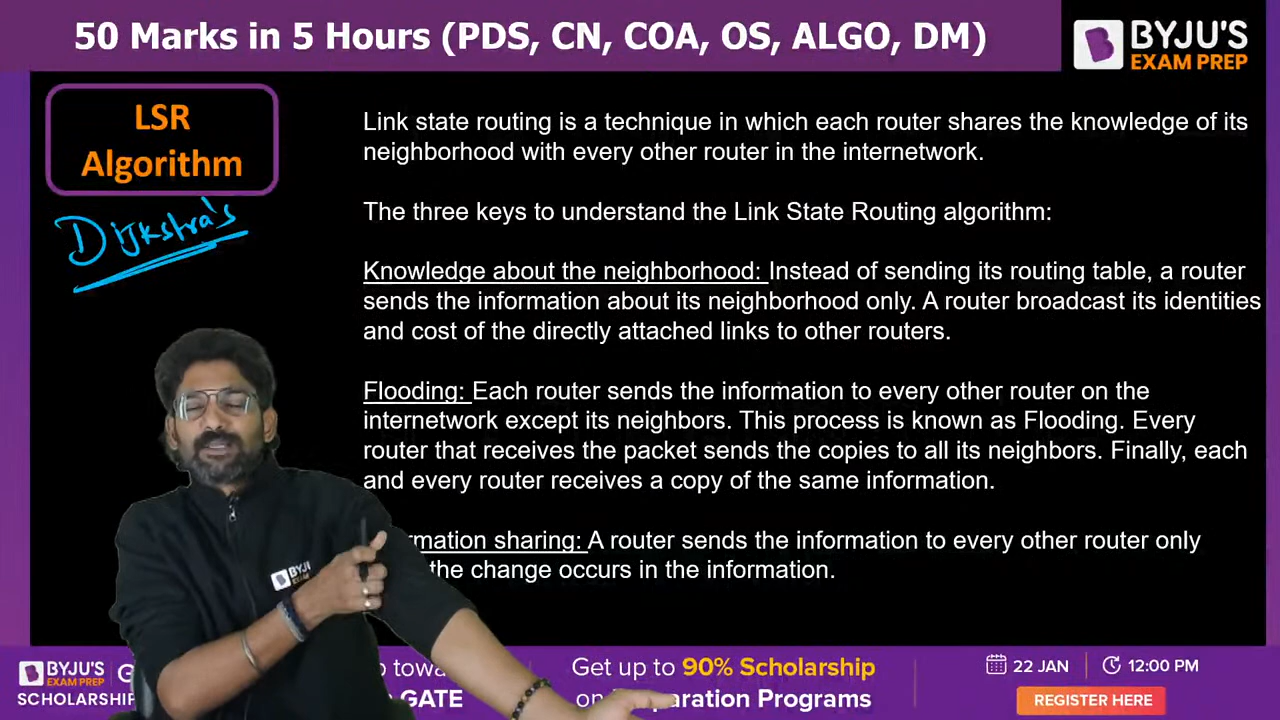 50 Marks in 5 Hours (PDS, CN, COA, OS, ALGO, DM)
BYJU'S
EXAM PREP
LSR
Algorithm
Dijkstra's
Link state routing is a technique in which each router shares the knowledge of its
neighborhood with every other router in the internetwork.
The three keys to understand the Link State Routing algorithm:
Knowledge about the neighborhood: Instead of sending its routing table, a router
sends the information about its neighborhood only. A router broadcast its identities
and cost of the directly attached links to other routers.
Flooding: Each router sends the information to every other router on the
internetwork except its neighbors. This process is known as Flooding. Every
router that receives the packet sends the copies to all its neighbors. Finally, each
and every router receives a copy of the same information.
sharing: A router sends the information to every other router only
the change occurs in the information.
BYJU'S
EXAM PREP
SCHOLARSHIP
GATE
Get up to 90% Scholarship
on Programs
22 JAN
12:00 PM
REGISTER HERE